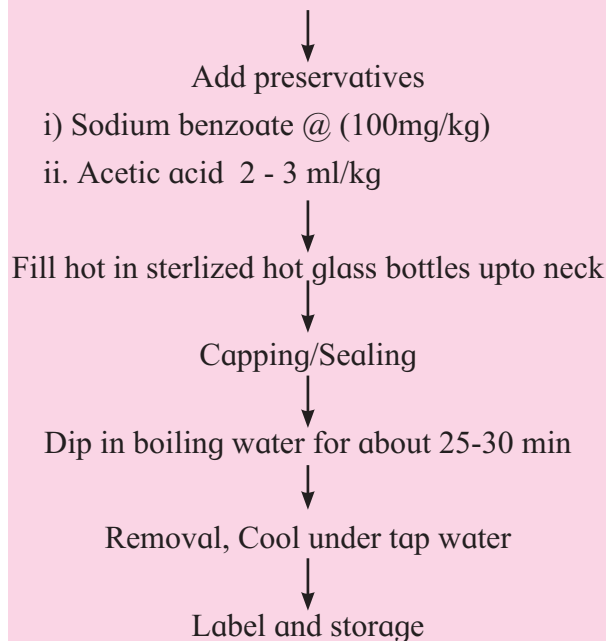 Add preservatives
i) Sodium benzoate @ (100mg/kg)
ii. Acetic acid 2 - 3 ml/kg
Fill hot in sterlized hot glass bottles upto neck
Capping/Sealing
Dip in boiling water for about 25-30 min
Removal, Cool under tap water
Label and storage